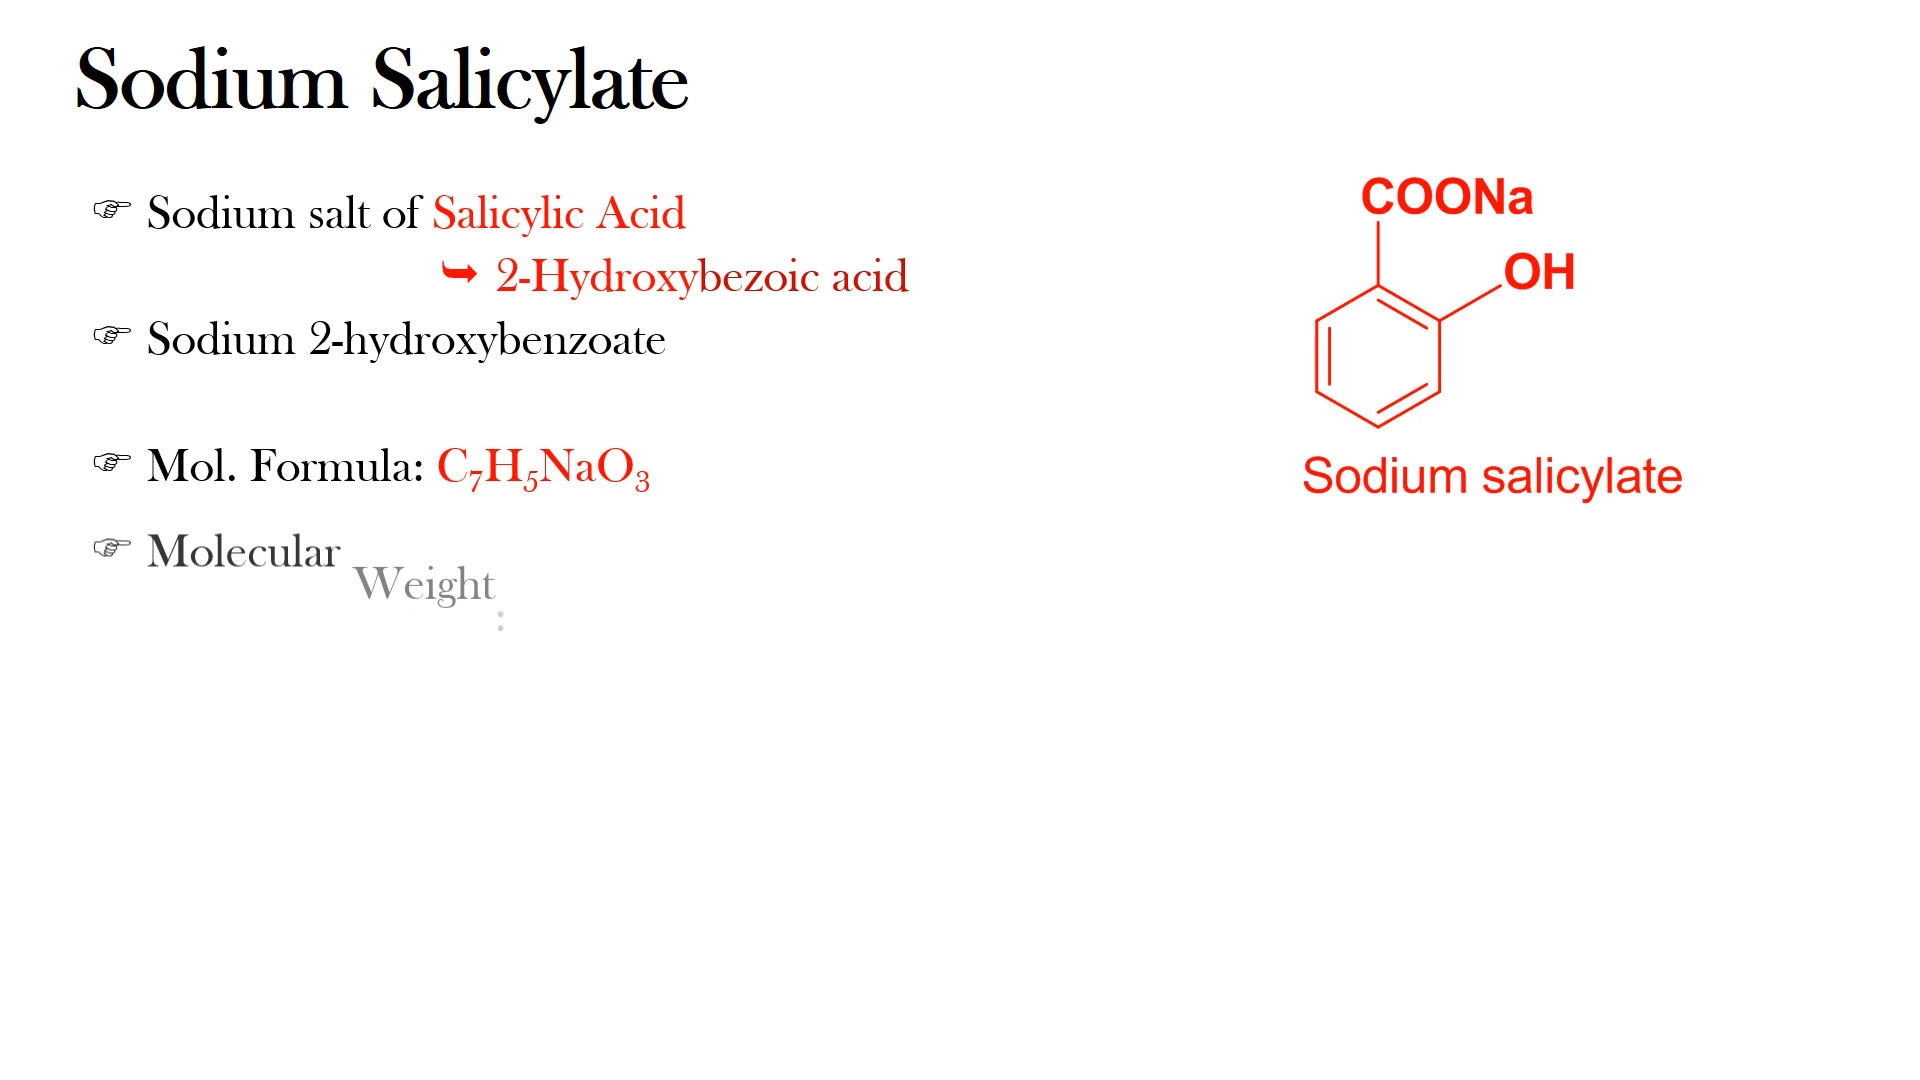 Sodium Salicylate
☞ Sodium salt of Salicylic Acid
➥ 2-Hydroxybezoic acid
☞ Sodium 2-hydroxybenzoate
☞ Mol. Formula: C₇H₅NaO₃
☞ Molecular Weight :
COONa
OH
Sodium salicylate